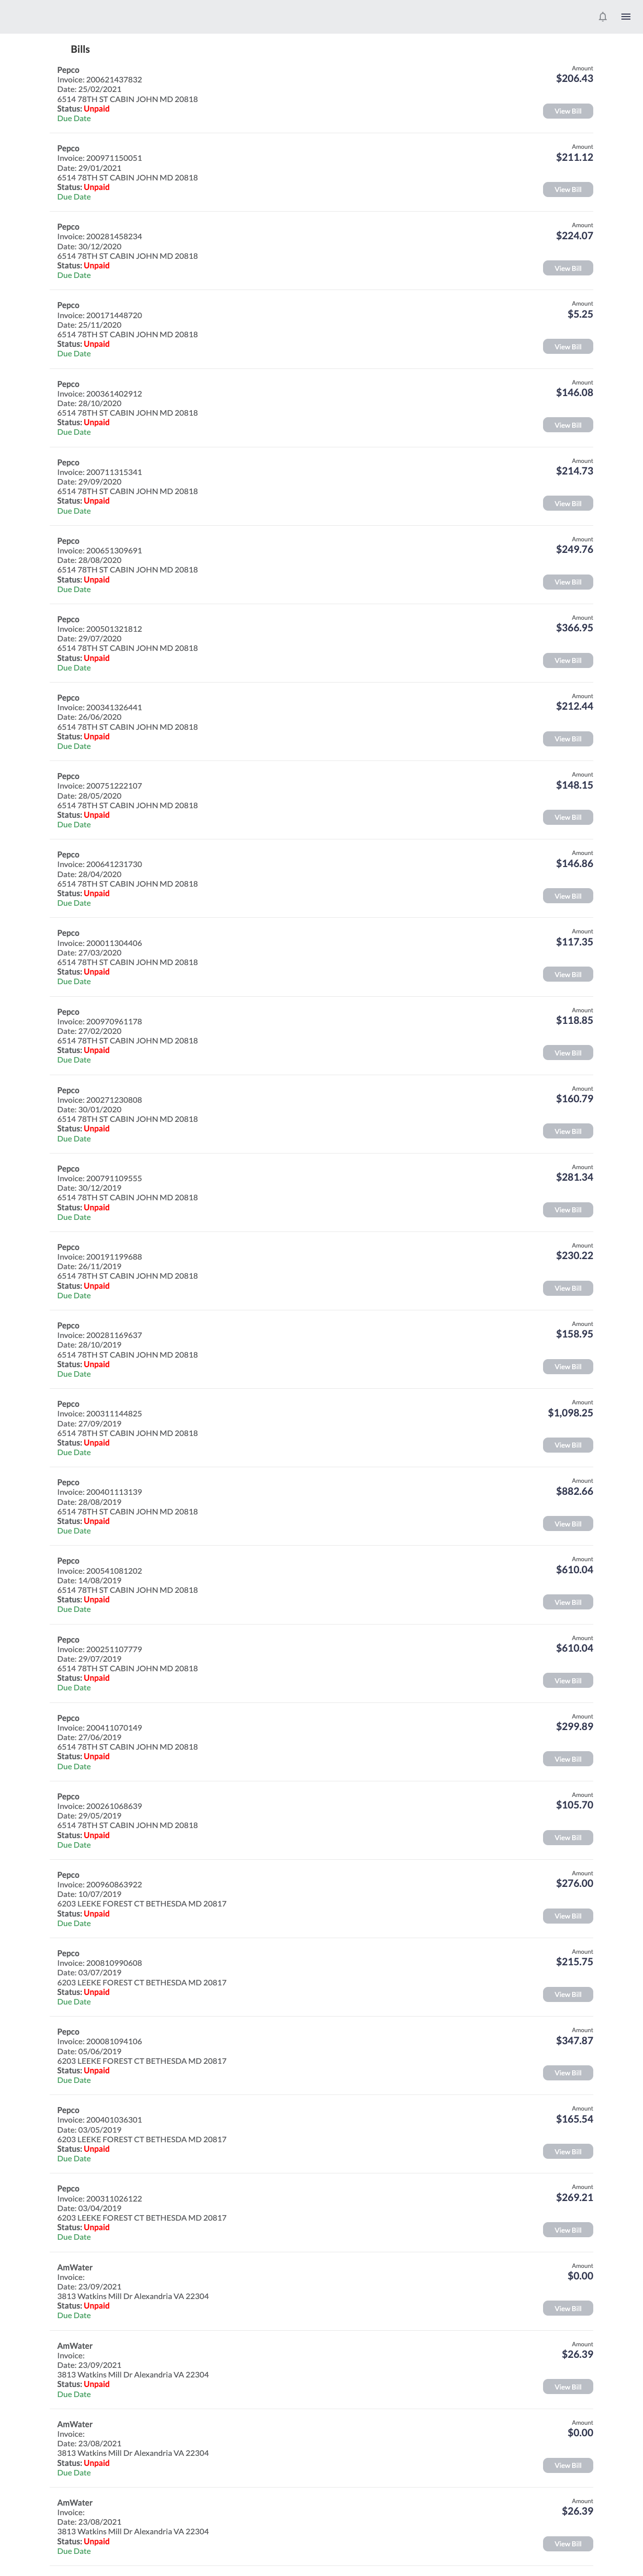 Bills
Pepco
Amount
Invoice: 200621437832
$206.43
Date: 25/02/2021
6514 78TH ST CABIN JOHN MD 20818
Status: Unpaid
View Bill
Due Date
Pepco
Amount
Invoice: 200971150051
$211.12
Date: 29/01/2021
6514 78TH ST CABIN JOHN MD 20818
Status: Unpaid
View Bill
Due Date
Pepco
Amount
Invoice: 200281458234
$224.07
Date: 30/12/2020
6514 78TH ST CABIN JOHN MD 20818
Status: Unpaid
View Bill
Due Date
Pepco
Amount
Invoice: 200171448720
$5.25
Date: 25/11/2020
6514 78TH ST CABIN JOHN MD 20818
Status: Unpaid
View Bill
Due Date
Pepco
Amount
Invoice: 200361402912
$146.08
Date: 28/10/2020
6514 78TH ST CABIN JOHN MD 20818
Status: Unpaid
View Bill
Due Date
Pepco
Amount
Invoice: 200711315341
$214.73
Date: 29/09/2020
6514 78TH ST CABIN JOHN MD 20818
Status: Unpaid
View Bill
Due Date
Pepco
Amount
Invoice: 200651309691
$249.76
Date: 28/08/2020
6514 78TH ST CABIN JOHN MD 20818
Status: Unpaid
View Bill
Due Date
Pepco
Amount
Invoice: 200501321812
$366.95
Date: 29/07/2020
6514 78TH ST CABIN JOHN MD 20818
Status: Unpaid
View Bill
Due Date
Pepco
Amount
Invoice: 200341326441
$212.44
Date: 26/06/2020
6514 78TH ST CABIN JOHN MD 20818
Status: Unpaid
View Bill
Due Date
Pepco
Amount
Invoice: 200751222107
$148.15
Date: 28/05/2020
6514 78TH ST CABIN JOHN MD 20818
Status: Unpaid
View Bill
Due Date
Pepco
Amount
Invoice: 200641231730
$146.86
Date: 28/04/2020
6514 78TH ST CABIN JOHN MD 20818
Status: Unpaid
View Bill
Due Date
Pepco
Amount
Invoice: 200011304406
$117.35
Date: 27/03/2020
6514 78TH ST CABIN JOHN MD 20818
Status: Unpaid
View Bill
Due Date
Pepco
Amount
Invoice: 200970961178
$118.85
Date: 27/02/2020
6514 78TH ST CABIN JOHN MD 20818
Status: Unpaid
View Bill
Due Date
Pepco
Amount
Invoice: 200271230808
$160.79
Date: 30/01/2020
6514 78TH ST CABIN JOHN MD 20818
Status: Unpaid
View Bill
Due Date
Pepco
Amount
Invoice: 200791109555
$281.34
Date: 30/12/2019
6514 78TH ST CABIN JOHN MD 20818
Status: Unpaid
View Bill
Due Date
Pepco
Amount
Invoice: 200191199688
$230.22
Date: 26/11/2019
6514 78TH ST CABIN JOHN MD 20818
Status: Unpaid
View Bill
Due Date
Pepco
Amount
Invoice: 200281169637
$158.95
Date: 28/10/2019
6514 78TH ST CABIN JOHN MD 20818
Status: Unpaid
View Bill
Due Date
Pepco
Amount
Invoice: 200311144825
$1,098.25
Date: 27/09/2019
6514 78TH ST CABIN JOHN MD 20818
Status: Unpaid
View Bill
Due Date
Pepco
Amount
Invoice: 200401113139
$882.66
Date: 28/08/2019
6514 78TH ST CABIN JOHN MD 20818
Status: Unpaid
View Bill
Due Date
Pepco
Amount
Invoice: 200541081202
$610.04
Date: 14/08/2019
6514 78TH ST CABIN JOHN MD 20818
Status: Unpaid
View Bill
Due Date
Pepco
Amount
Invoice: 200251107779
$610.04
Date: 29/07/2019
6514 78TH ST CABIN JOHN MD 20818
Status: Unpaid
View Bill
Due Date
Pepco
Amount
Invoice: 200411070149
$299.89
Date: 27/06/2019
6514 78TH ST CABIN JOHN MD 20818
Status: Unpaid
View Bill
Due Date
Pepco
Amount
Invoice: 200261068639
$105.70
Date: 29/05/2019
6514 78TH ST CABIN JOHN MD 20818
Status: Unpaid
View Bill
Due Date
Pepco
Amount
Invoice: 200960863922
$276.00
Date: 10/07/2019
6203 LEEKE FOREST CT BETHESDA MD 20817
Status: Unpaid
View Bill
Due Date
Pepco
Amount
Invoice: 200810990608
$215.75
Date: 03/07/2019
6203 LEEKE FOREST CT BETHESDA MD 20817
Status: Unpaid
View Bill
Due Date
Pepco
Amount
Invoice: 200081094106
$347.87
Date: 05/06/2019
6203 LEEKE FOREST CT BETHESDA MD 20817
Status: Unpaid
View Bill
Due Date
Pepco
Amount
Invoice: 200401036301
$165.54
Date: 03/05/2019
6203 LEEKE FOREST CT BETHESDA MD 20817
Status: Unpaid
View Bill
Due Date
Pepco
Amount
Invoice: 200311026122
$269.21
Date: 03/04/2019
6203 LEEKE FOREST CT BETHESDA MD 20817
Status: Unpaid
View Bill
Due Date
AmWater
Amount
Invoice:
$0.00
Date: 23/09/2021
3813 Watkins Mill Dr Alexandria VA 22304
Status: Unpaid
View Bill
Due Date
AmWater
Amount
Invoice:
$26.39
Date: 23/09/2021
3813 Watkins Mill Dr Alexandria VA 22304
Status: Unpaid
View Bill
Due Date
AmWater
Amount
Invoice:
$0.00
Date: 23/08/2021
3813 Watkins Mill Dr Alexandria VA 22304
Status: Unpaid
View Bill
Due Date
AmWater
Amount
Invoice:
$26.39
Date: 23/08/2021
3813 Watkins Mill Dr Alexandria VA 22304
Status: Unpaid
View Bill
Due Date